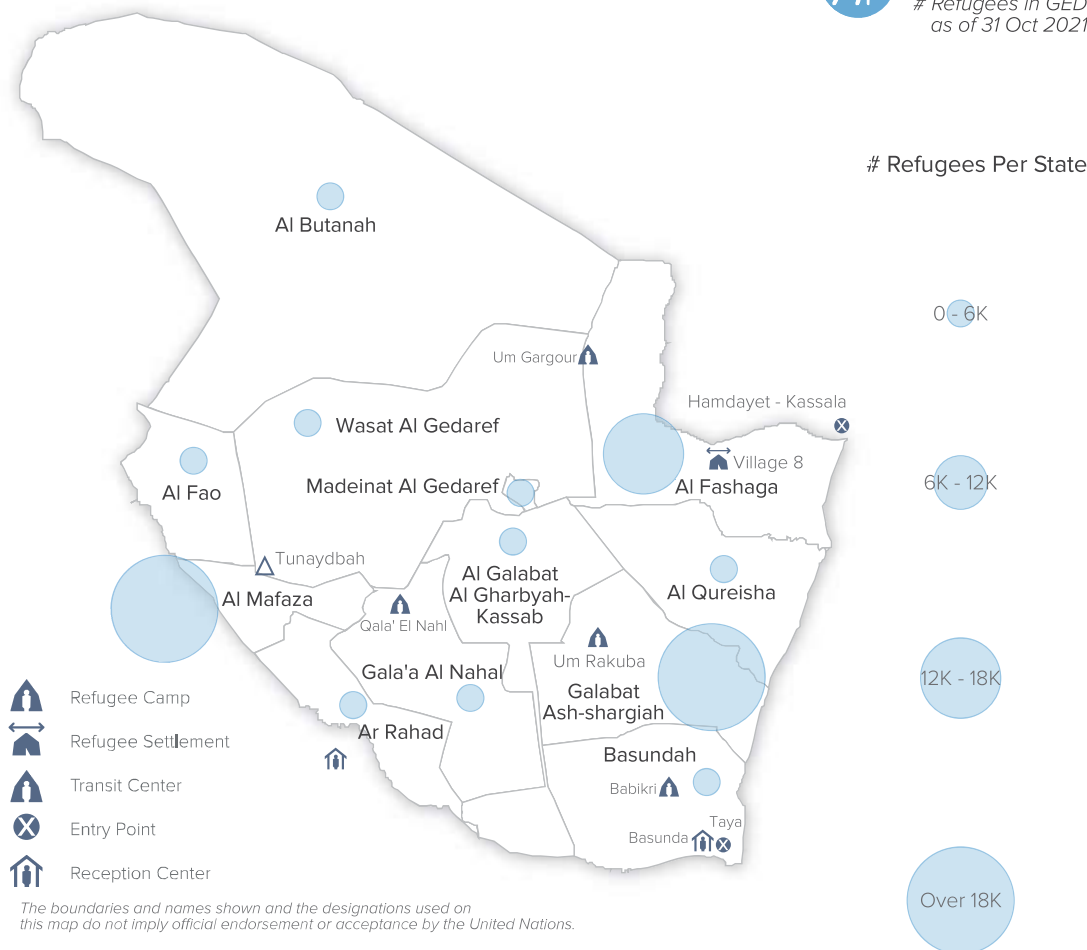 # Refugees in GED
as of 31 Oct 2021
# Refugees Per State
Al Butanah
0 - 6K
Um Gargour
Hamdayet - Kassala
Wasat Al Gedaref
Village 8
Madeinat Al Gedaref
Al Fashaga
6K - 12K
Al Fao
Tunaydbah
Al Galabat
Al Gharbyah-
Kassab
Al Qureisha
Al Mafaza
Qala' El Nahl
Um Rakuba
Gala'a Al Nahal
Galabat
Ash-shargiah
12K - 18K
Ar Rahad
Basundah
Babikri
Taya
Basunda
Refugee Camp
Refugee Settlement
Transit Center
Entry Point
Reception Center
Over 18K
The boundaries and names shown and the designations used on
this map do not imply official endorsement or acceptance by the United Nations.